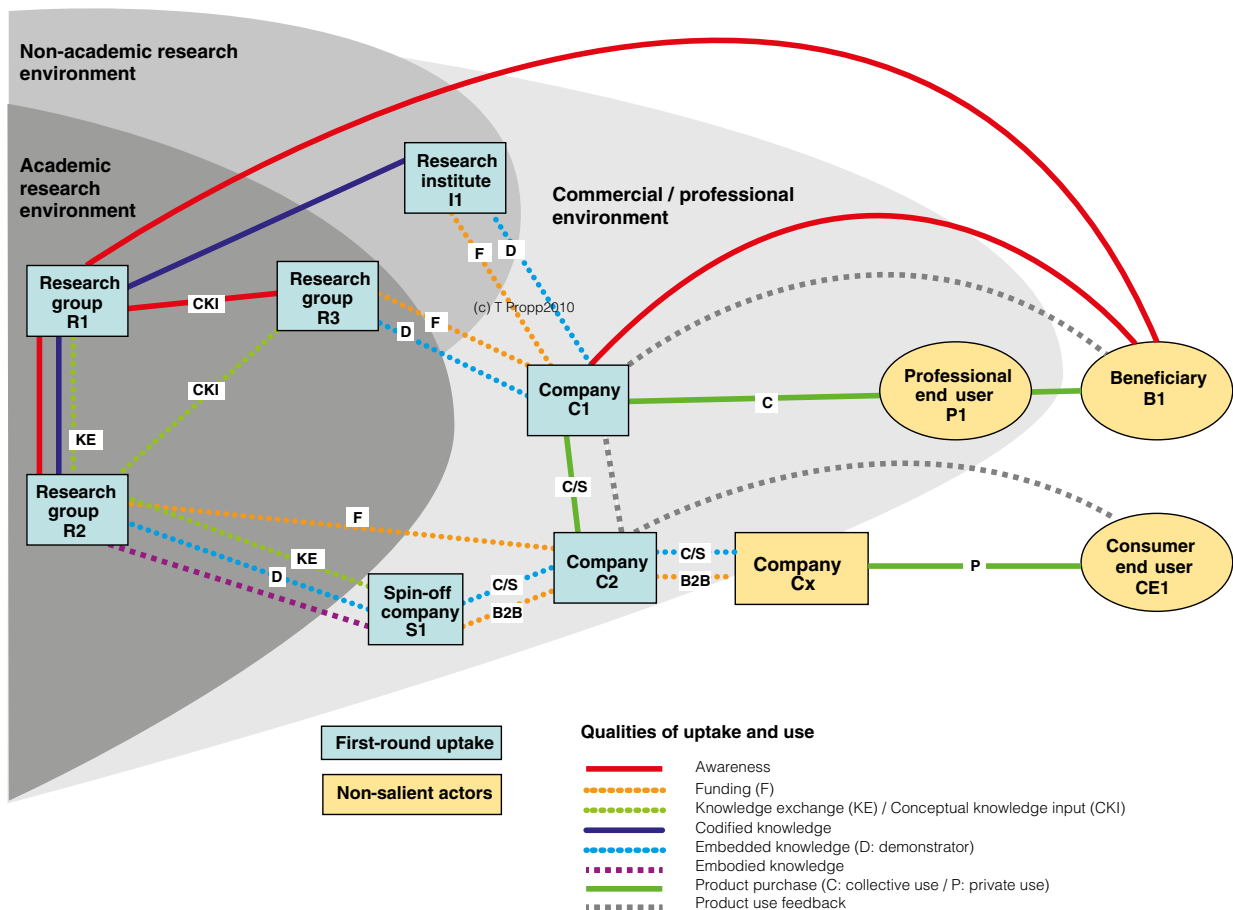 Non-academic research
environment
Academic
research
environment
Research
institute
I1
Commercial / professional
environment
F
D
Research
group
R1
CKI
Research
group
R3
(c) T Propp2010
F
D
Company
C1
C
Professional
end user
P1
Beneficiary
B1
CKI
KE
Research
group
R2
C/S
F
KE
D
Spin-off
company
S1
C/S
B2B
Company
C2
C/S
B2B
Company
Cx
P
Consumer
end user
CE1
First-round uptake
Non-salient actors
Qualities of uptake and use
Awareness
Funding (F)
Knowledge exchange (KE) / Conceptual knowledge input (CKI)
Codified knowledge
Embedded knowledge (D: demonstrator)
Embodied knowledge
Product purchase (C: collective use / P: private use)
Product use feedback